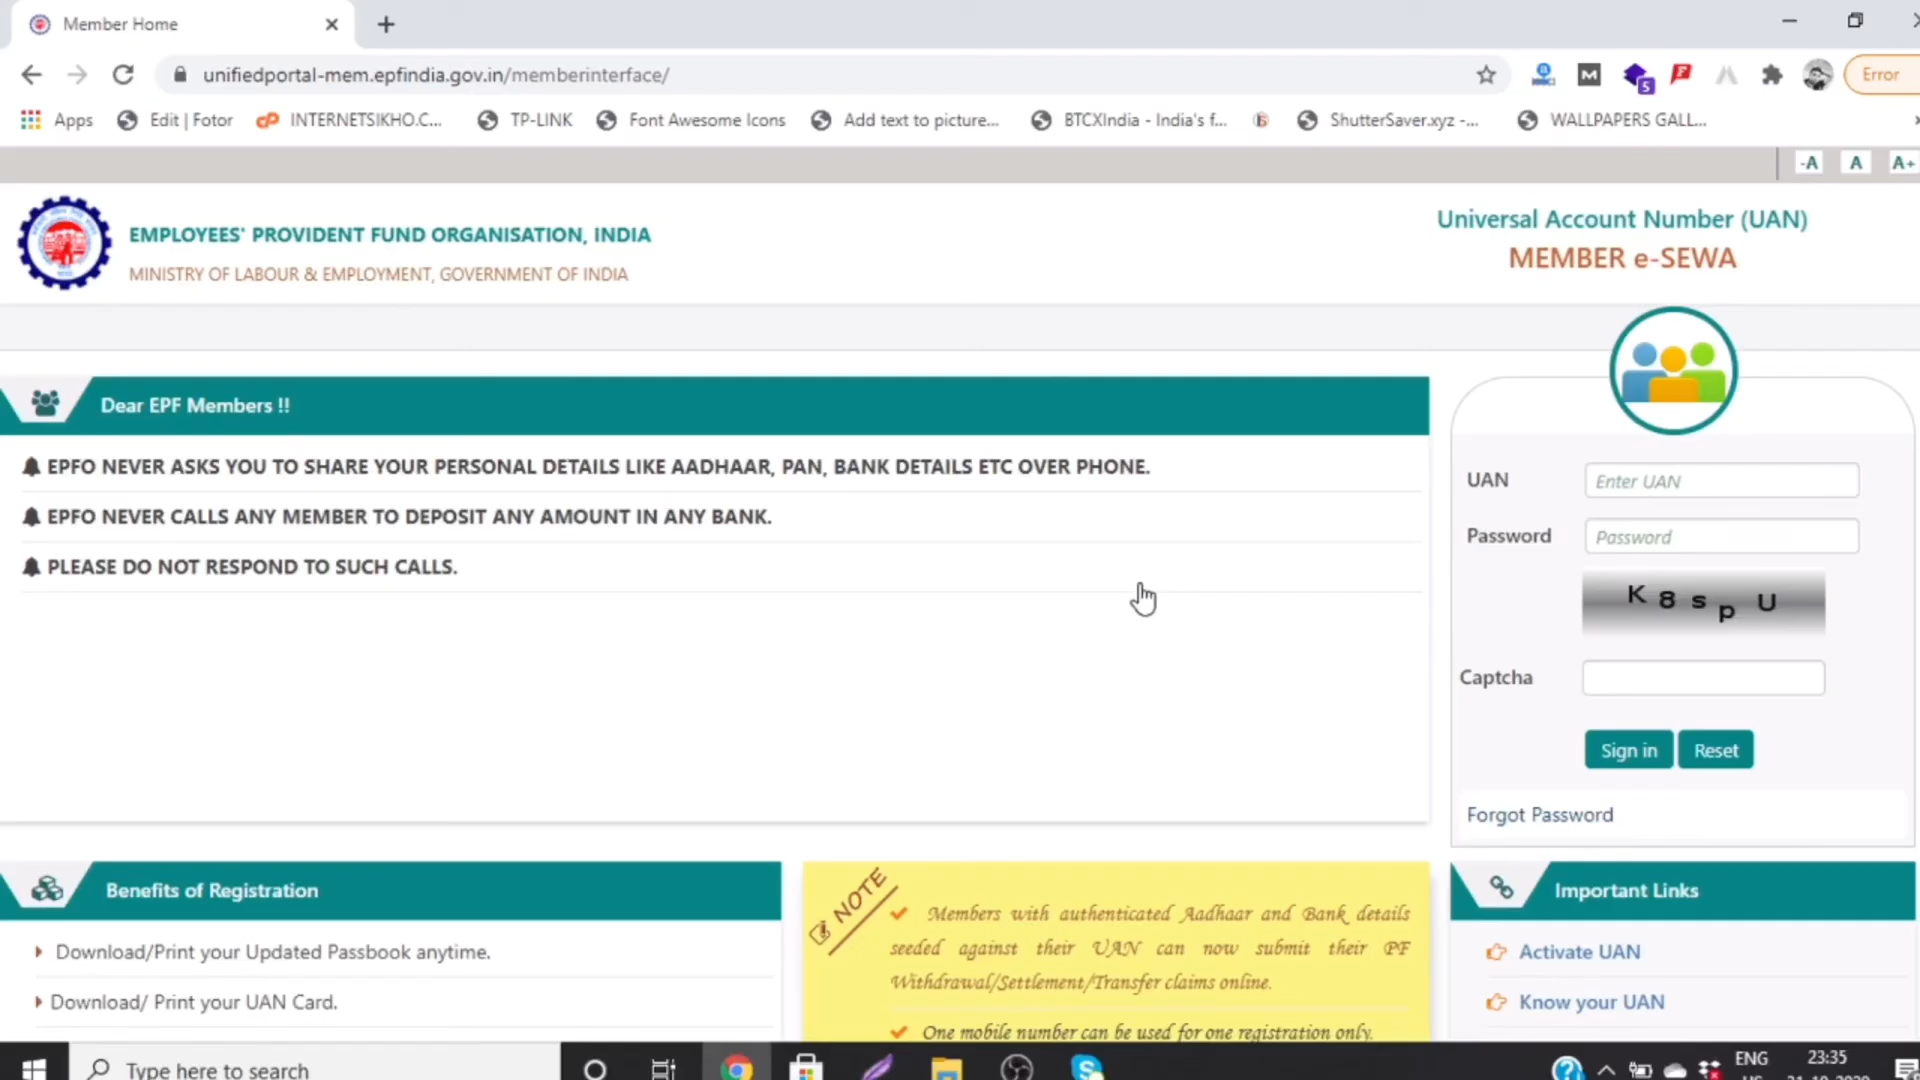 Member Home
unifiedportal-mem.epfindia.gov.in/memberinterface/
Error
Apps Edit | Fotor INTERNETSIKHO.C... TP-LINK Font Awesome Icons Add text to picture... BTCXIndia - India's f... ShutterSaver.xyz -... WALLPAPERS GALL...
-A A A+
EMPLOYEES' PROVIDENT FUND ORGANISATION, INDIA
MINISTRY OF LABOUR & EMPLOYMENT, GOVERNMENT OF INDIA
Universal Account Number (UAN)
MEMBER e-SEWA
Dear EPF Members !!
EPFO NEVER ASKS YOU TO SHARE YOUR PERSONAL DETAILS LIKE AADHAAR, PAN, BANK DETAILS ETC OVER PHONE.
EPFO NEVER CALLS ANY MEMBER TO DEPOSIT ANY AMOUNT IN ANY BANK.
PLEASE DO NOT RESPOND TO SUCH CALLS.
UAN Enter UAN
Password Password
K 8 s p U
Captcha
Sign in Reset
Forgot Password
Benefits of Registration
Download/Print your Updated Passbook anytime.
Download/ Print your UAN Card.
NOTE
Members with authenticated Aadhaar and Bank details
seeded against their UAN can now submit their PF
Withdrawal/Settlement/Transfer claims online.
One mobile number can be used for one registration only.
Important Links
Activate UAN
Know your UAN
Type here to search
ENG
23:35